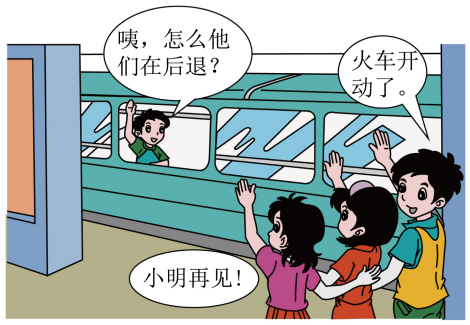 咦，怎么他
们在后退？
火车开
动了。
小明再见！